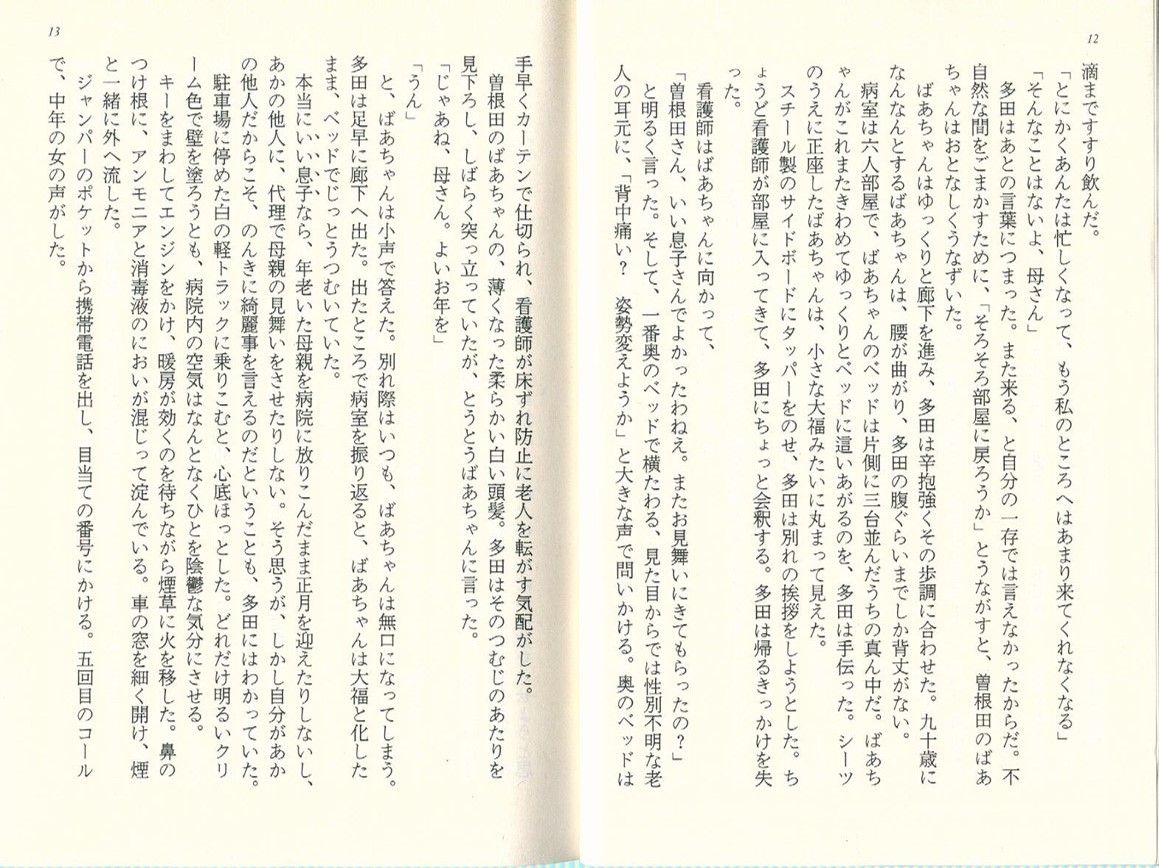 12
滴まですすり飲んだ。
「とにかくあんたは忙しくなって、もう私のところへはあまり来てくれなくなる」
「そんなことはないよ、母さん」
多田はあとの言葉につまった。また来る、と自分の一存では言えなかったからだ。不
自然な間をごまかすために、「そろそろ部屋に戻ろうか」とうながすと、曽根田のばあ
ちゃんはおとなしくうなずいた。
ばあちゃんはゆっくりと廊下を進み、多田は辛抱強くその歩調に合わせた。九十歳に
なんなんとするばあちゃんは、腰が曲がり、多田の腹ぐらいまでしか背丈がない。
病室は六人部屋で、ばあちゃんのベッドは片側に三台並んだうちの真ん中だ。ばあち
ゃんがこれまたきわめてゆっくりとベッドに這いあがるのを、多田は手伝った。シーツ
のうえに正座したばあちゃんは、小さな大福みたいに丸まって見えた。
スチール製のサイドボードにタッパーをのせ、多田は別れの挨拶をしようとした。ち
ょうど看護師が部屋に入ってきて、多田にちょっと会釈する。多田は帰るきっかけを失
った。
看護師はばあちゃんに向かって、
「曽根田さん、いい息子さんでよかったわねえ。またお見舞いにきてもらったの？」
と明るく言った。そして、一番奥のベッドで横たわる、見た目からでは性別不明な老
人の耳元に、「背中痛い？　姿勢変えようか」と大きな声で問いかける。奥のベッドは
13
手早くカーテンで仕切られ、看護師が床ずれ防止に老人を転がす気配がした。
曽根田のばあちゃんの、薄くなった柔らかい白い頭髪。多田はそのつむじのあたりを
見下ろし、しばらく突っ立っていたが、とうとうばあちゃんに言った。
「じゃあね、母さん。よいお年を」
「うん」
と、ばあちゃんは小声で答えた。別れ際はいつも、ばあちゃんは無口になってしまう。
多田は足早に廊下へ出た。出たところで病室を振り返ると、ばあちゃんは大福と化した
まま、ベッドでじっとうつむいていた。
本当にいい息子なら、年老いた母親を病院に放りこんだまま正月を迎えたりしないし、
あかの他人に、代理で母親の見舞いをさせたりしない。そう思うが、しかし自分があか
の他人だからこそ、のんきに綺麗事を言えるのだということも、多田にはわかっていた。
駐車場に停めた白の軽トラックに乗りこむと、心底ほっとした。どれだけ明るいクリ
ーム色で壁を塗ろうとも、病院内の空気はなんとなくひとを陰鬱な気分にさせる。
キーをまわしてエンジンをかけ、暖房が効くのを待ちながら煙草に火を移した。鼻の
つけ根に、アンモニアと消毒液のにおいが混じって淀んでいる。車の窓を細く開け、煙
と一緒に外へ流した。
ジャンパーのポケットから携帯電話を出し、目当ての番号にかける。五回目のコール
で、中年の女の声がした。